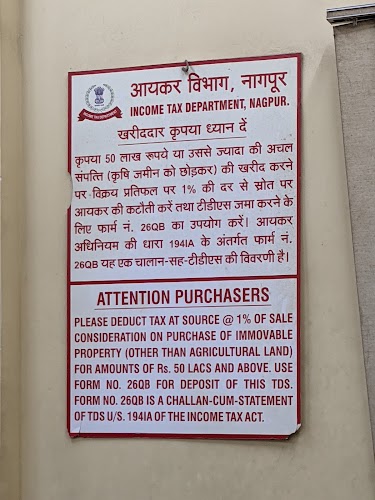 आयकर विभाग, नागपूर
INCOME TAX DEPARTMENT, NAGPUR.
INCOME TAX DEPARTMENT
खरीददार कृपया ध्यान दें
कृपया 50 लाख रूपये या उससे ज्यादा की अचल
संपत्ति (कृषि जमीन को छोड़कर) की खरीद करने
पर विक्रय प्रतिफल पर 1% की दर से स्रोत पर
आयकर की कटौती करें तथा टीडीएस जमा करने के
लिए फार्म नं. 26QB का उपयोग करें। आयकर
अधिनियम की धारा 194IA के अंतर्गत फार्म नं.
26QB यह एक चालान-सह-टीडीएस की विवरणी है।
ATTENTION PURCHASERS
PLEASE DEDUCT TAX AT SOURCE @ 1% OF SALE
CONSIDERATION ON PURCHASE OF IMMOVABLE
PROPERTY (OTHER THAN AGRICULTURAL LAND)
FOR AMOUNTS OF Rs. 50 LACS AND ABOVE. USE
FORM NO. 26QB FOR DEPOSIT OF THIS TDS.
FORM NO. 26QB IS A CHALLAN-CUM-STATEMENT
OF TDS U/S. 194IA OF THE INCOME TAX ACT.